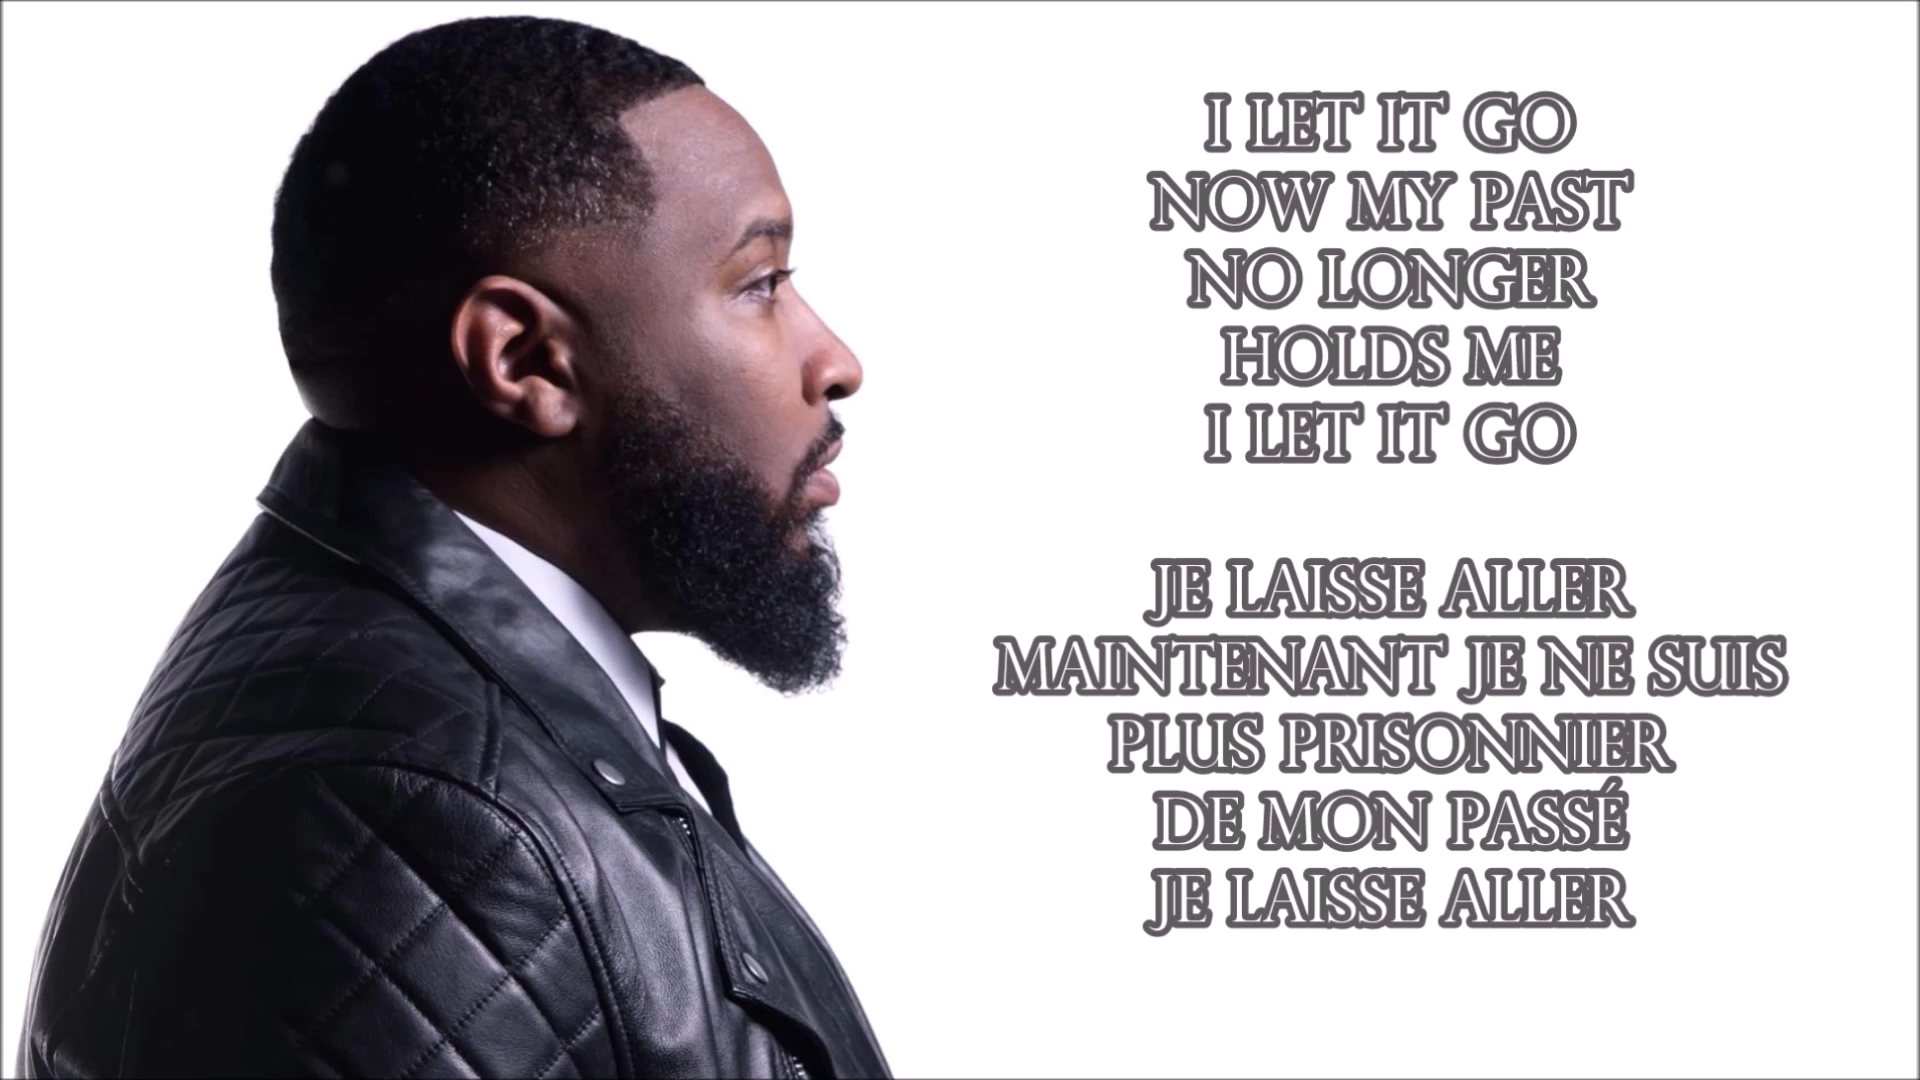 I LET IT GO
NOW MY PAST
NO LONGER
HOLDS ME
I LET IT GO
JE LAISSE ALLER
MAINTENANT JE NE SUIS
PLUS PRISONNIER
DE MON PASSÉ
JE LAISSE ALLER